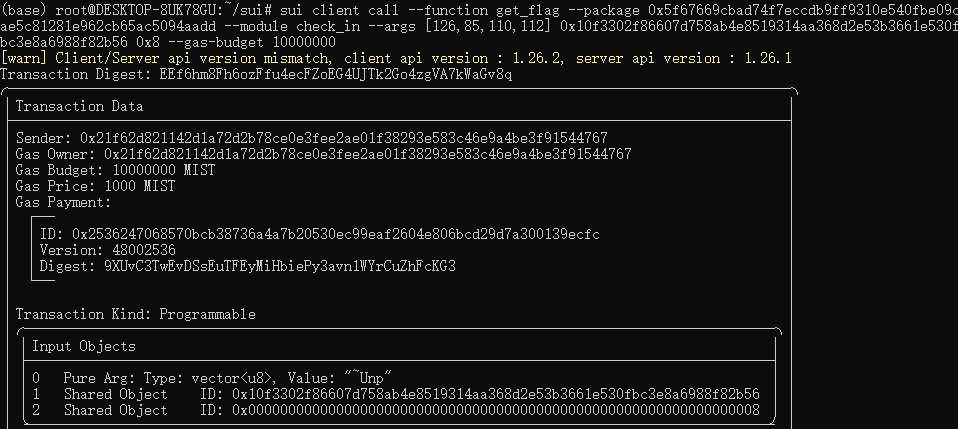 (base) root@DESKTOP-8UK78GU:~/sui# sui client call --function get_flag --package 0x5f67669cbad74f7eccdb9ff9310e540fbe09c
ae5c81281e962cb65ac5094aadd --module check_in --args [126,85,110,112] 0x10f3302f86607d758ab4e8519314aa368d2e53b3661e530f
bc3e8a6988f82b56 0x8 --gas-budget 10000000
[warn] Client/Server api version mismatch, client api version : 1.26.2, server api version : 1.26.1
Transaction Digest: EEf6hm8Fh6ozFfu4ecFZoEG4UJTk2Go4zgVA7kWaGv8q
Transaction Data
Sender: 0x21f62d821142d1a72d2b78ce0e3fee2ae01f38293e583c46e9a4be3f91544767
Gas Owner: 0x21f62d821142d1a72d2b78ce0e3fee2ae01f38293e583c46e9a4be3f91544767
Gas Budget: 10000000 MIST
Gas Price: 1000 MIST
Gas Payment:
ID: 0x2536247068570bcb38736a4a7b20530ec99eaf2604e806bcd29d7a300139ecfc
Version: 48002536
Digest: 9XUvC3TwEvDSsEuTFEyMiHbiePy3avn1WYrCuZhFcKG3
Transaction Kind: Programmable
Input Objects
0 Pure Arg: Type: vector<u8>, Value: "~Unp"
1 Shared Object ID: 0x10f3302f86607d758ab4e8519314aa368d2e53b3661e530fbc3e8a6988f82b56
2 Shared Object ID: 0x0000000000000000000000000000000000000000000000000000000000000008